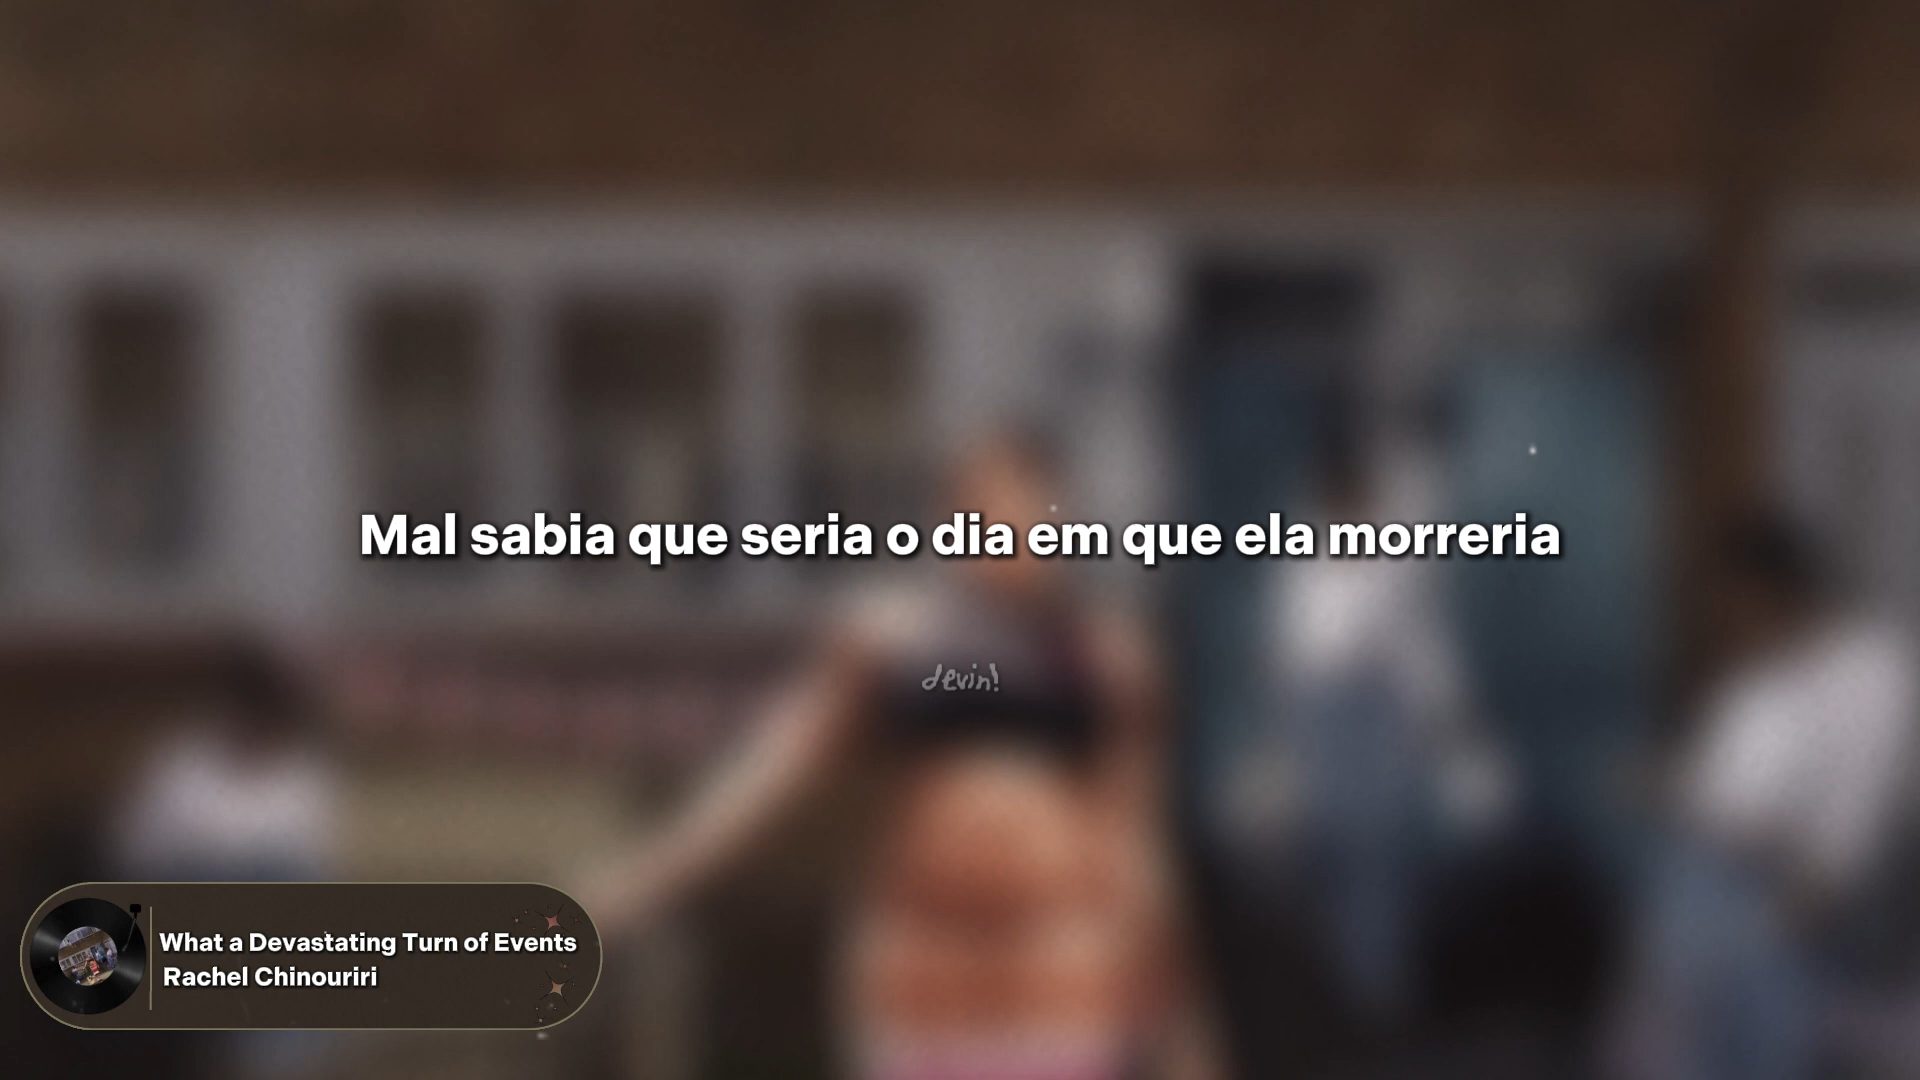 Mal sabia que seria o dia em que ela morreria
devin!
What a Devastating Turn of Events
Rachel Chinouriri